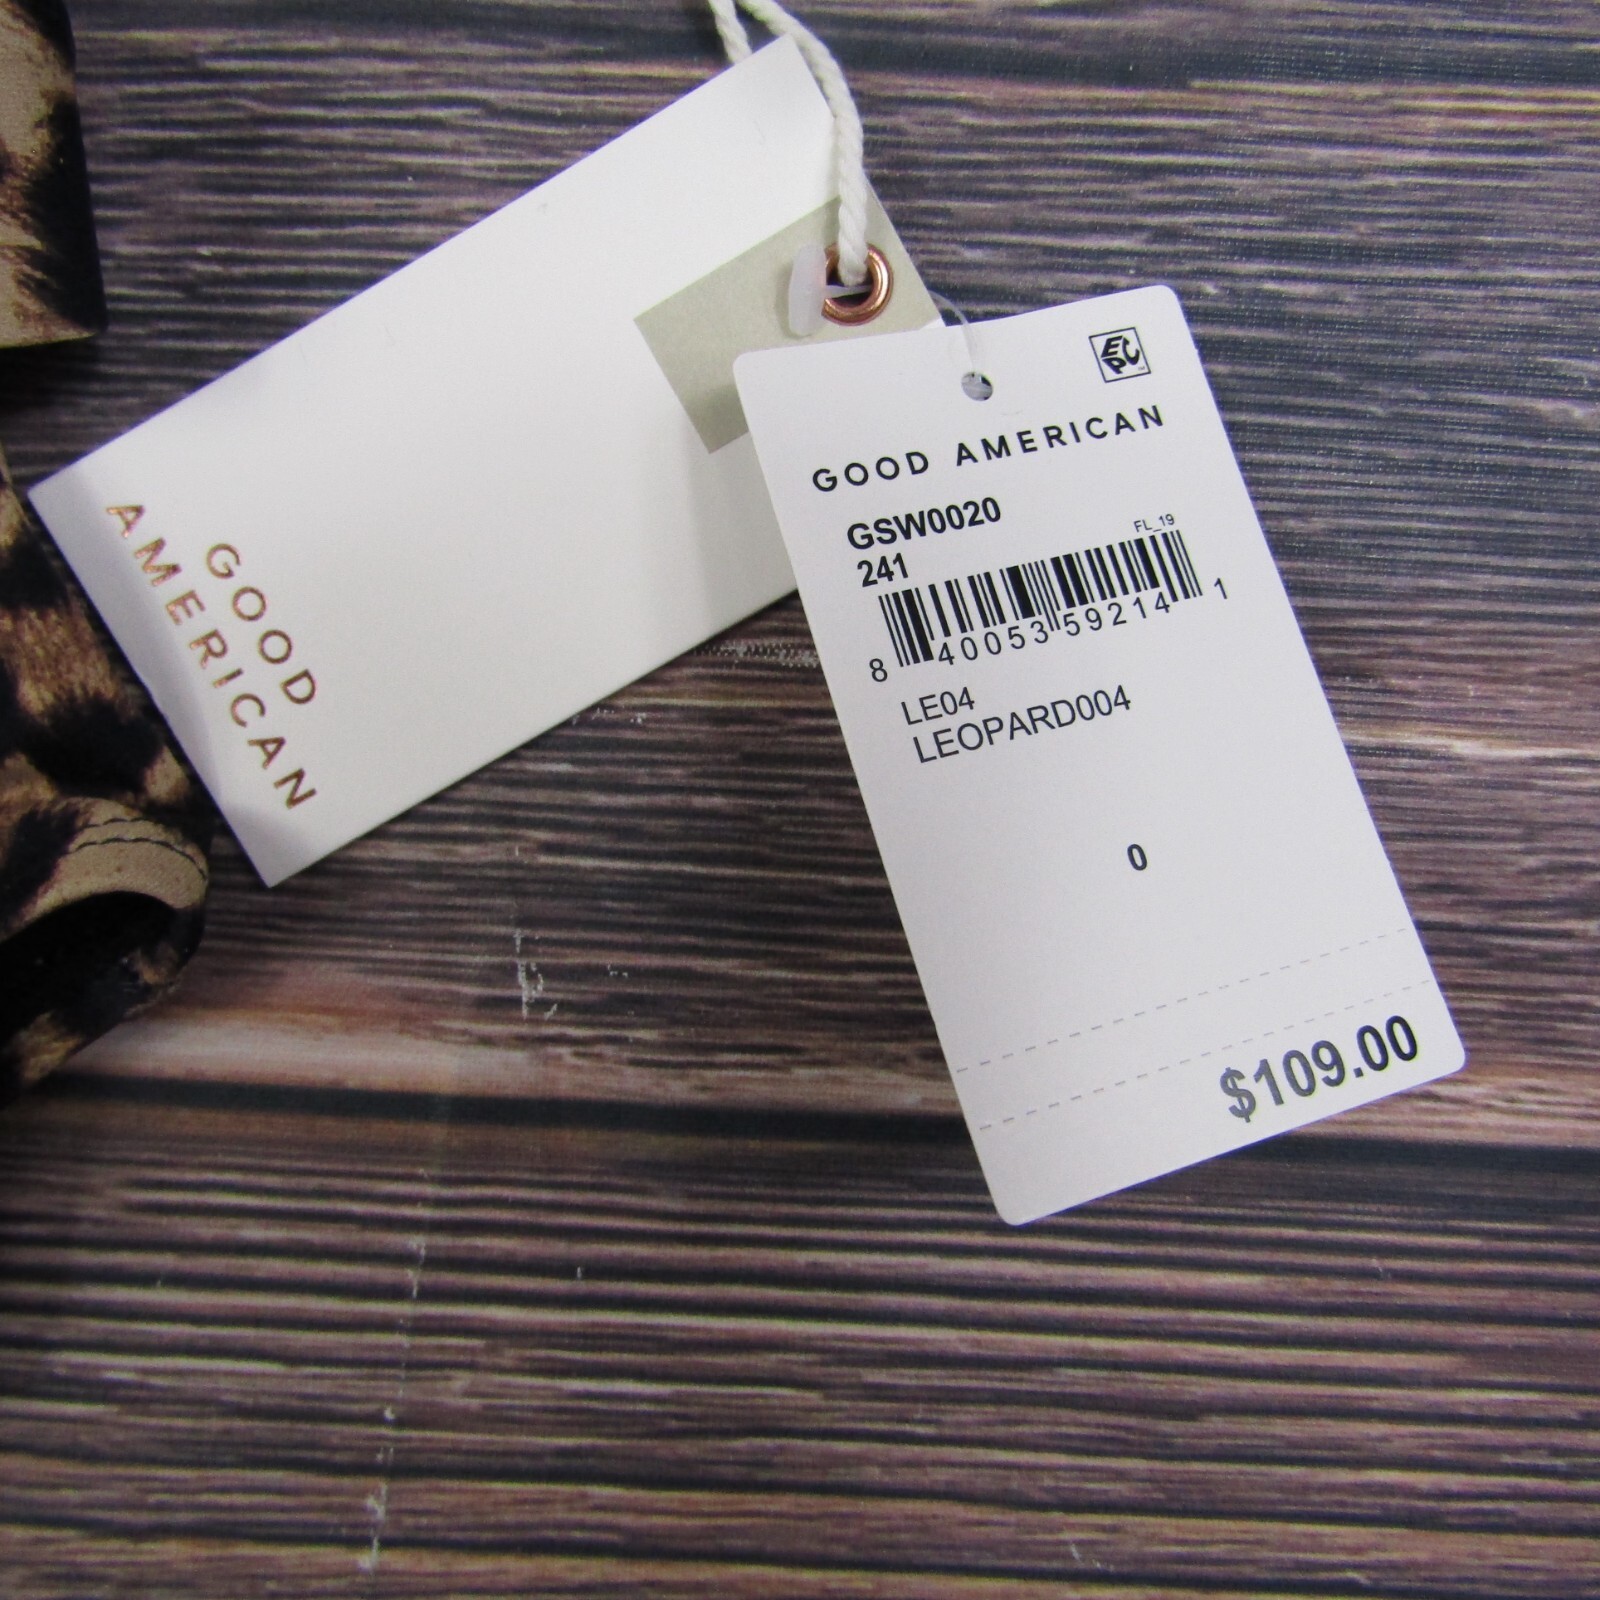 GOOD
AMERICAN
EPC
GOOD AMERICAN
GSW0020
FL_19
241
8 40053 59214 1
LE04
LEOPARD004
0
$109.00